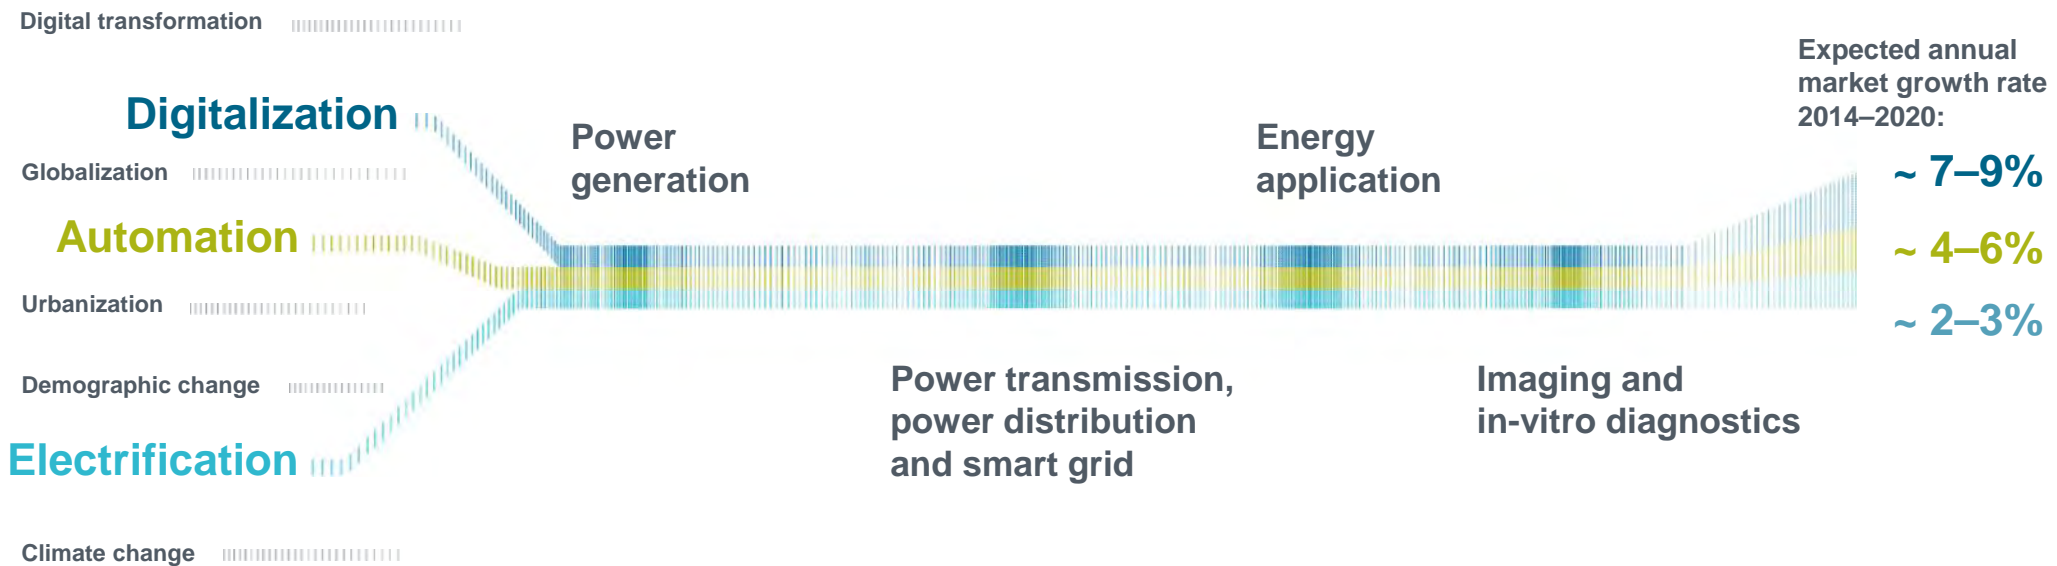 Digital transformation
Digitalization
Globalization
Automation
Urbanization
Demographic change
Electrification
Climate change
Power
generation
Power transmission,
power distribution
and smart grid
Energy
application
Imaging and
in-vitro diagnostics
Expected annual
market growth rate
2014–2020:
~ 7–9%
~ 4–6%
~ 2–3%